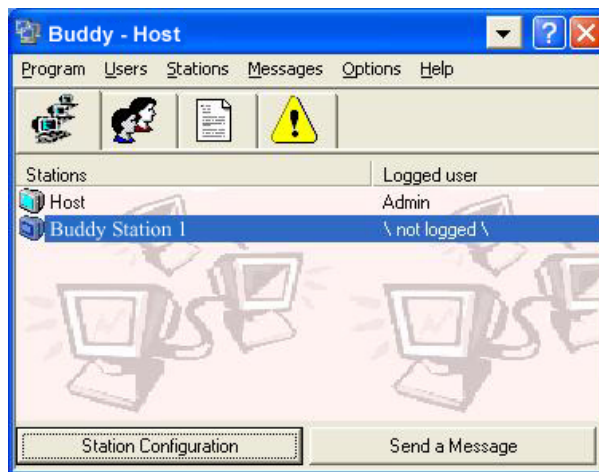 Buddy - Host
Program Users Stations Messages Options Help
Stations Logged user
Host Admin
Buddy Station 1 \ not logged \
Station Configuration Send a Message